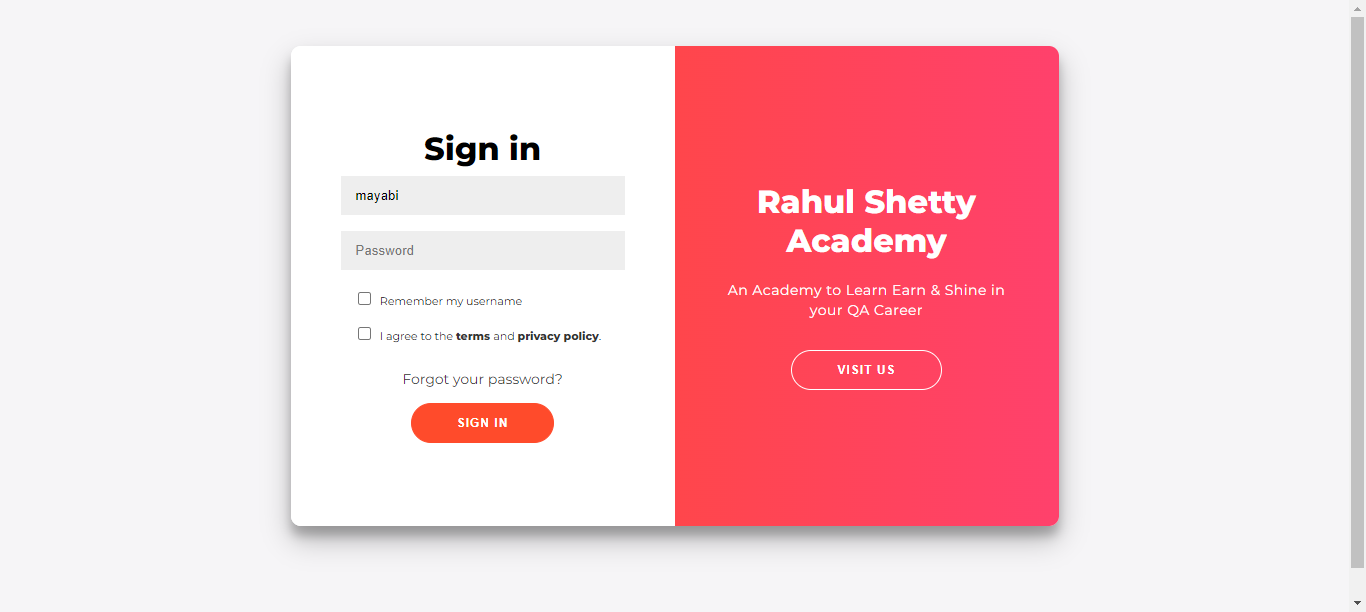 Sign in
mayabi
Password
Remember my username
I agree to the terms and privacy policy.
Forgot your password?
SIGN IN
Rahul Shetty
Academy
An Academy to Learn Earn & Shine in
your QA Career
VISIT US